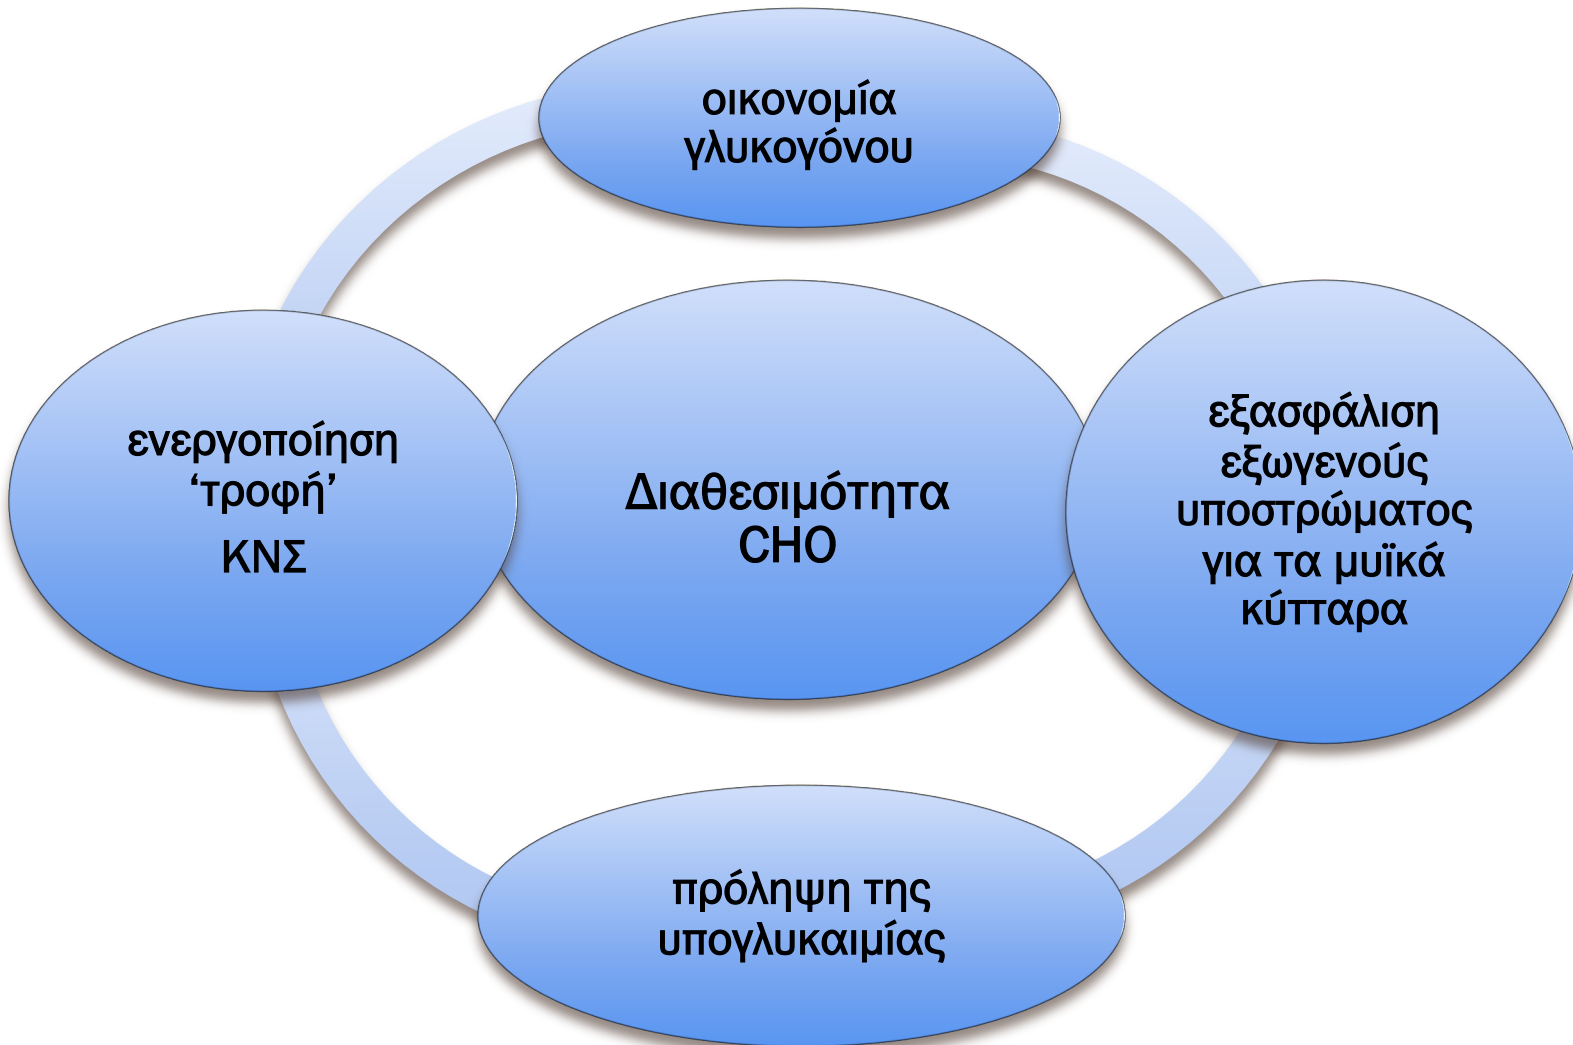 οικονομία
γλυκογόνου
ενεργοποίηση
‘τροφή’
ΚΝΣ
Διαθεσιμότητα
CHO
εξασφάλιση
εξωγενούς
υποστρώματος
για τα μυϊκά
κύτταρα
πρόληψη της
υπογλυκαιμίας